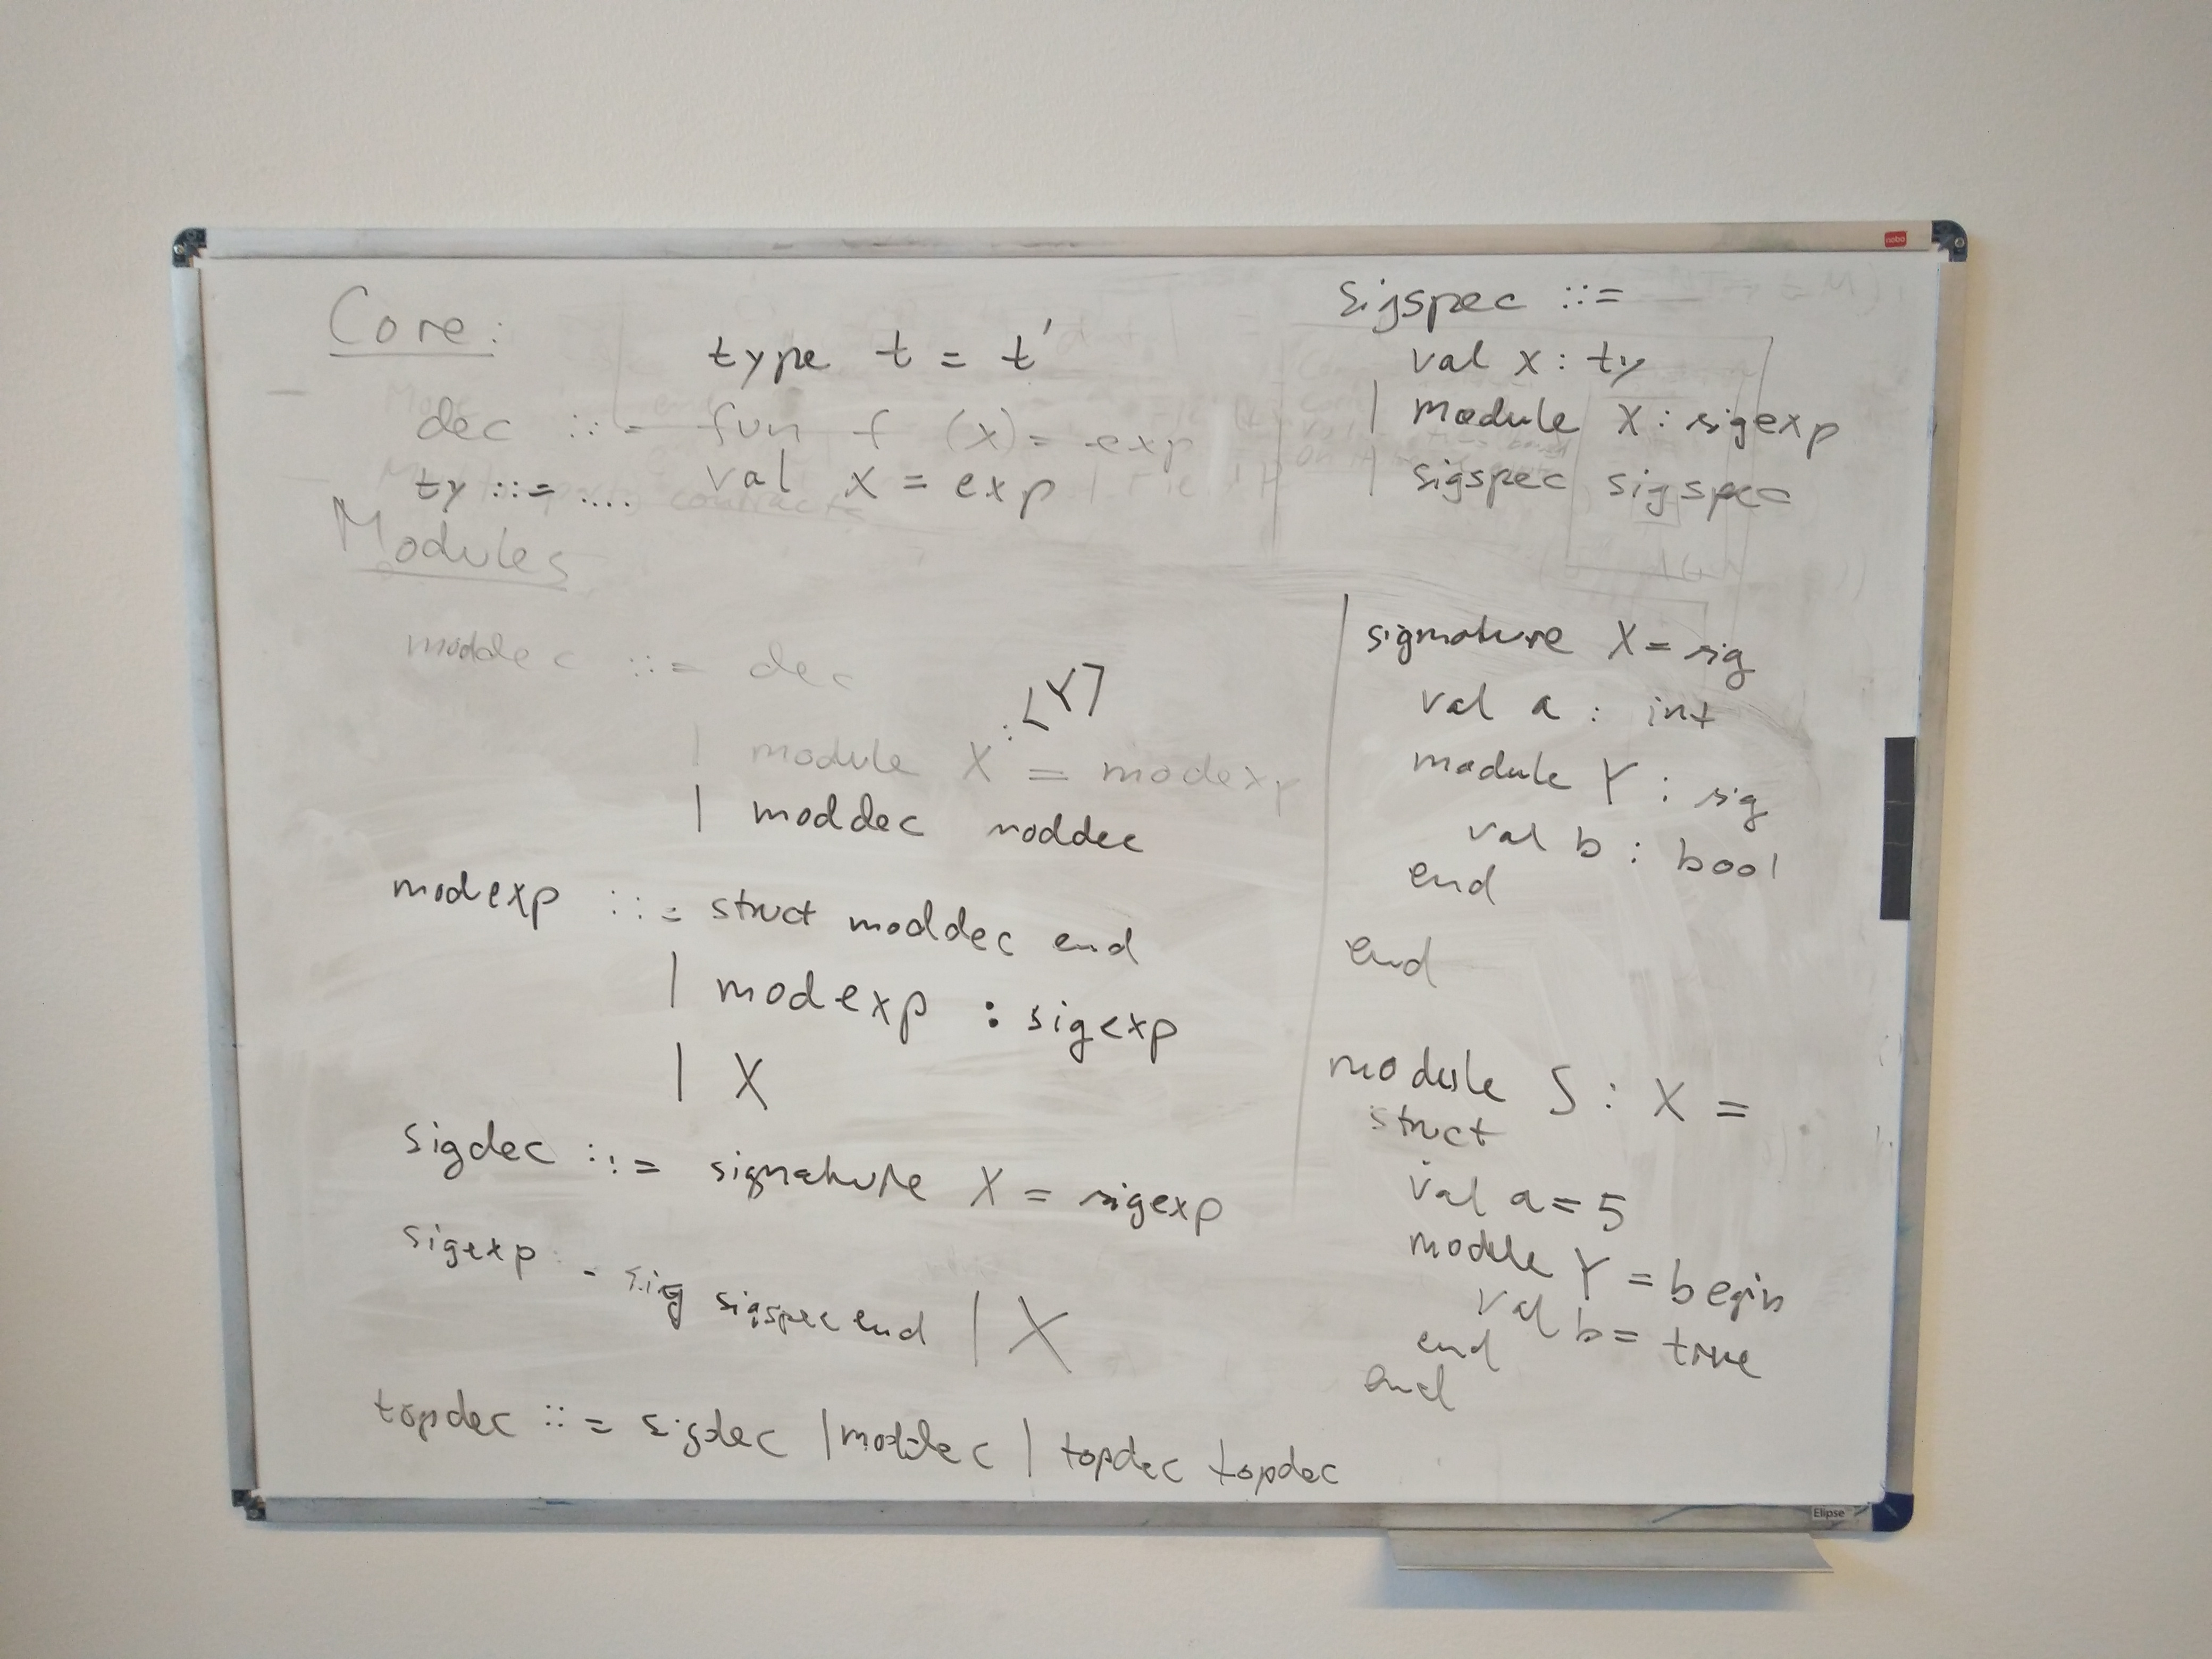 Core:
type t = t'
dec ::= fun f (x) = exp
ty ::= .... val x = exp
Modules
moddec ::= dec
| module X : [Y] = modexp
| moddec moddec
modexp ::= struct moddec end
| modexp : sigexp
| X
sigdec ::= signature X = sigexp
sigexp = sig sigspec end | X
topdec ::= sigdec | moddec | topdec topdec
sigspec ::=
val x : ty
| module X : sigexp
| sigspec sigspec
signature X = sig
val a : int
module Y : sig
val b : bool
end
end
module S : X =
struct
val a = 5
module Y = begin
val b = true
end
end
nobo
Elipse